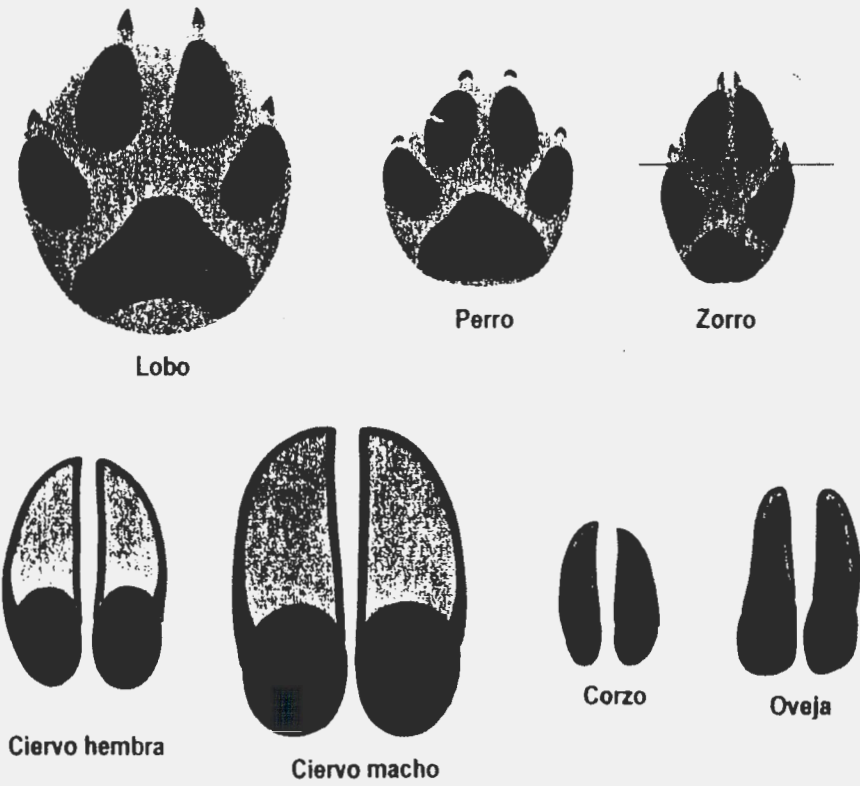 Lobo
Perro
Zorro
Ciervo hembra
Ciervo macho
Corzo
Oveja